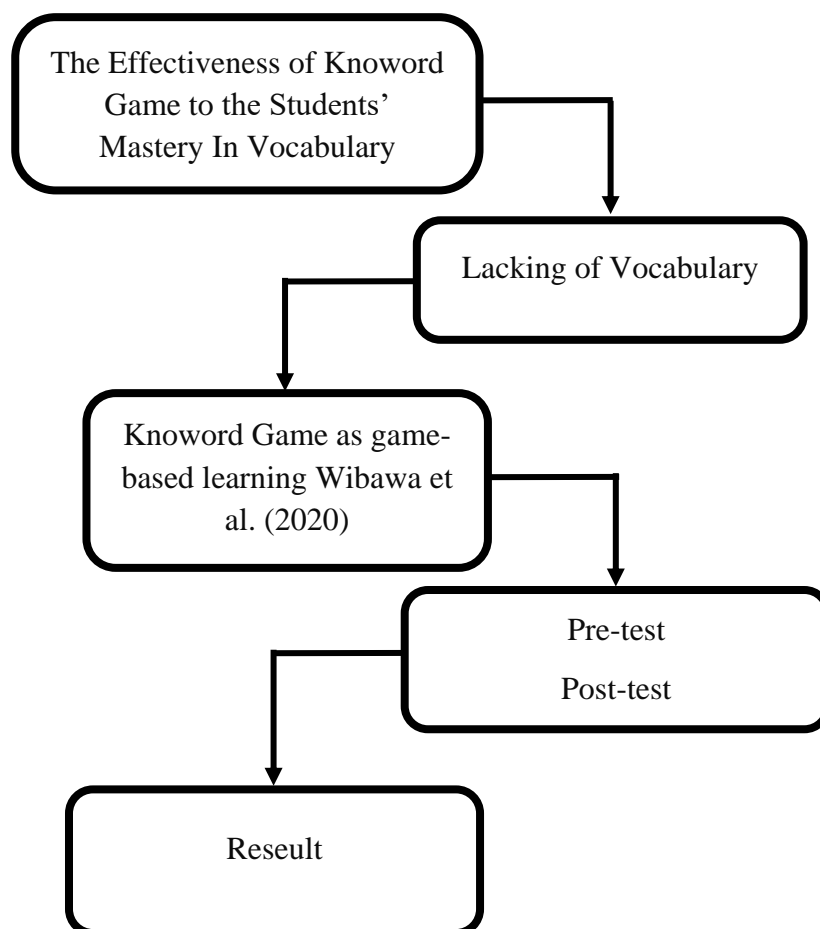 The Effectiveness of Knoword
Game to the Students’
Mastery In Vocabulary
Lacking of Vocabulary
Knoword Game as game-
based learning Wibawa et
al. (2020)
Pre-test
Post-test
Reseult